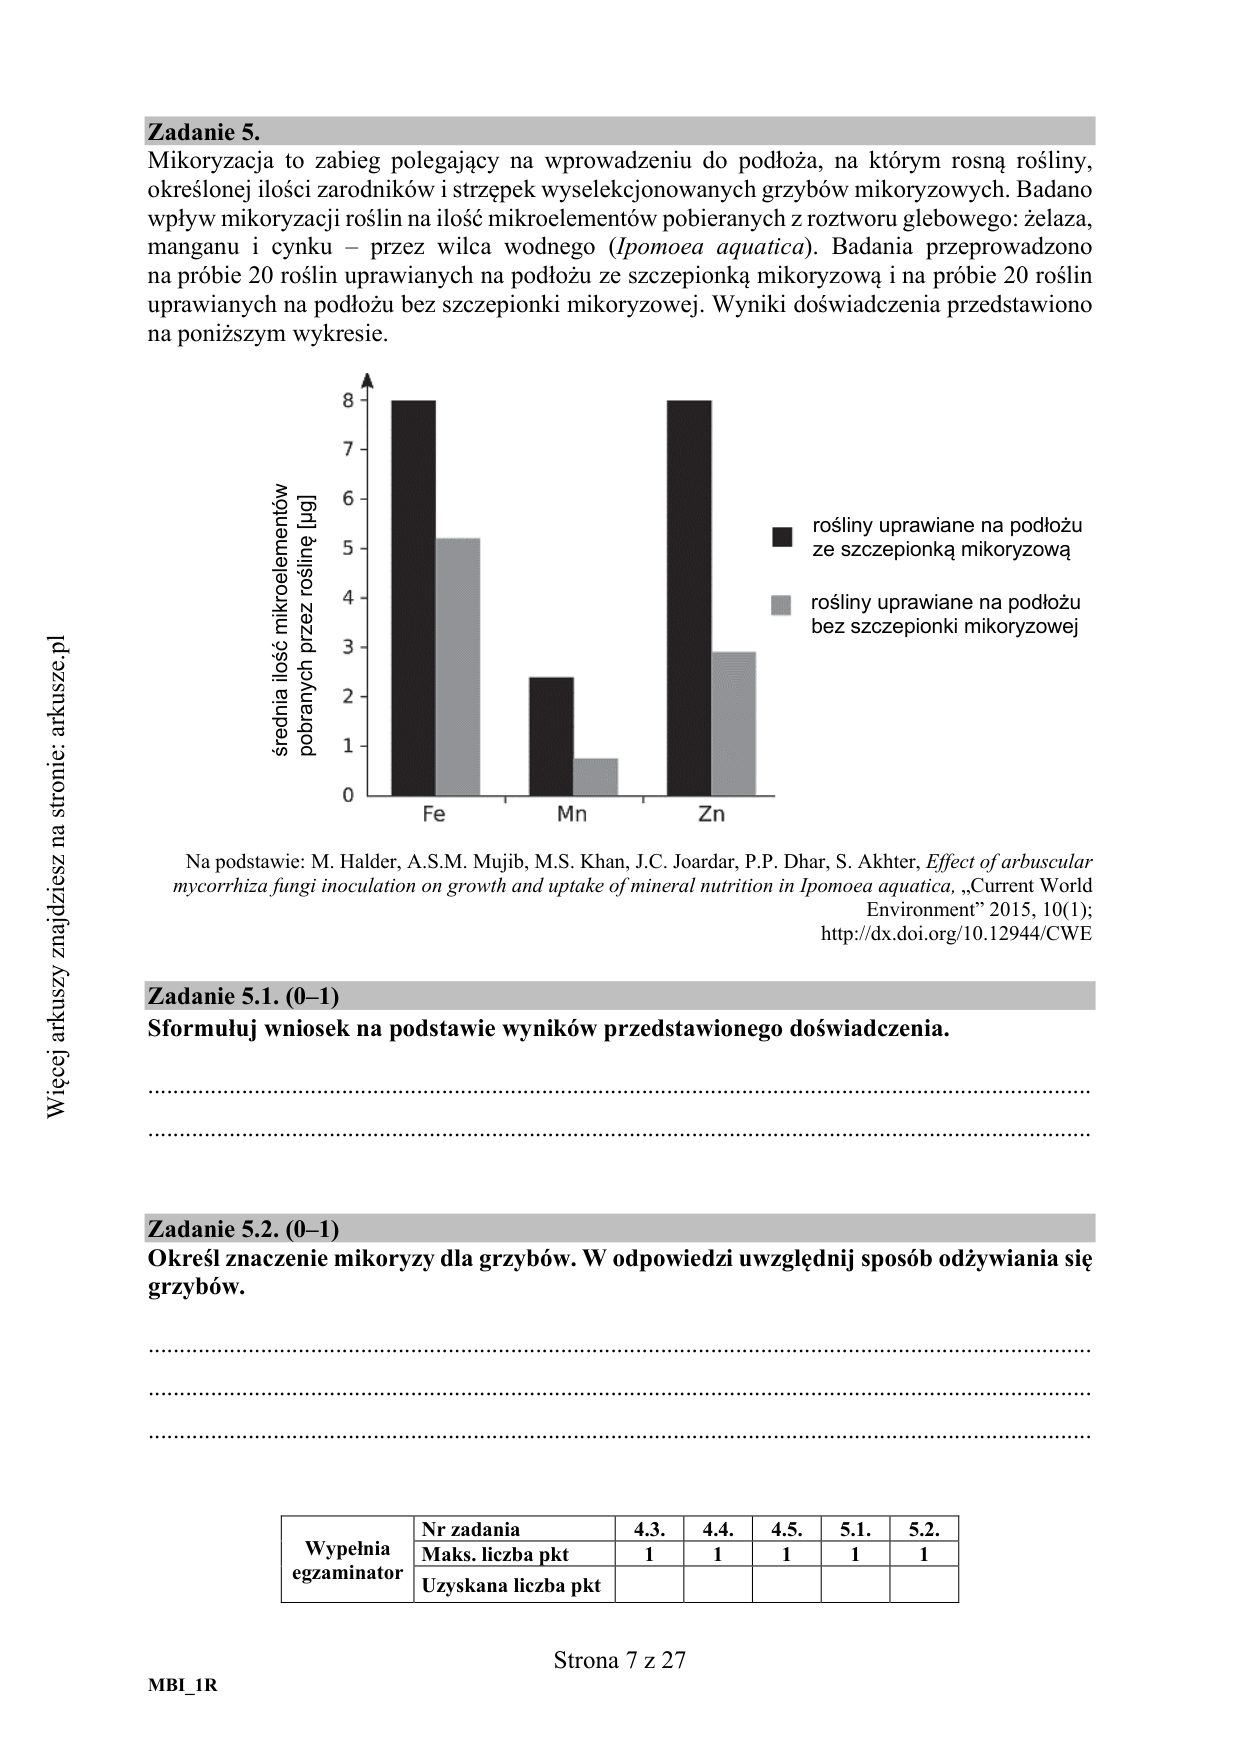 Zadanie 5.
Mikoryzacja to zabieg polegający na wprowadzeniu do podłoża, na którym rosną rośliny,
określonej ilości zarodników i strzępek wyselekcjonowanych grzybów mikoryzowych. Badano
wpływ mikoryzacji roślin na ilość mikroelementów pobieranych z roztworu glebowego: żelaza,
manganu i cynku – przez wilca wodnego (Ipomoea aquatica). Badania przeprowadzono
na próbie 20 roślin uprawianych na podłożu ze szczepionką mikoryzową i na próbie 20 roślin
uprawianych na podłożu bez szczepionki mikoryzowej. Wyniki doświadczenia przedstawiono
na poniższym wykresie.
średnia ilość mikroelementów
pobranych przez roślinę [µg]
8
7
6
5
4
3
2
1
0
Fe Mn Zn
rośliny uprawiane na podłożu
ze szczepionką mikoryzową
rośliny uprawiane na podłożu
bez szczepionki mikoryzowej
Na podstawie: M. Halder, A.S.M. Mujib, M.S. Khan, J.C. Joardar, P.P. Dhar, S. Akhter, Effect of arbuscular
mycorrhiza fungi inoculation on growth and uptake of mineral nutrition in Ipomoea aquatica, „Current World
Environment” 2015, 10(1);
http://dx.doi.org/10.12944/CWE
Zadanie 5.1. (0–1)
Sformułuj wniosek na podstawie wyników przedstawionego doświadczenia.
Zadanie 5.2. (0–1)
Określ znaczenie mikoryzy dla grzybów. W odpowiedzi uwzględnij sposób odżywiania się
grzybów.
Wypełnia
egzaminator
Nr zadania 4.3. 4.4. 4.5. 5.1. 5.2.
Maks. liczba pkt 1 1 1 1 1
Uzyskana liczba pkt
Strona 7 z 27
MBI_1R
Więcej arkuszy znajdziesz na stronie: arkusze.pl